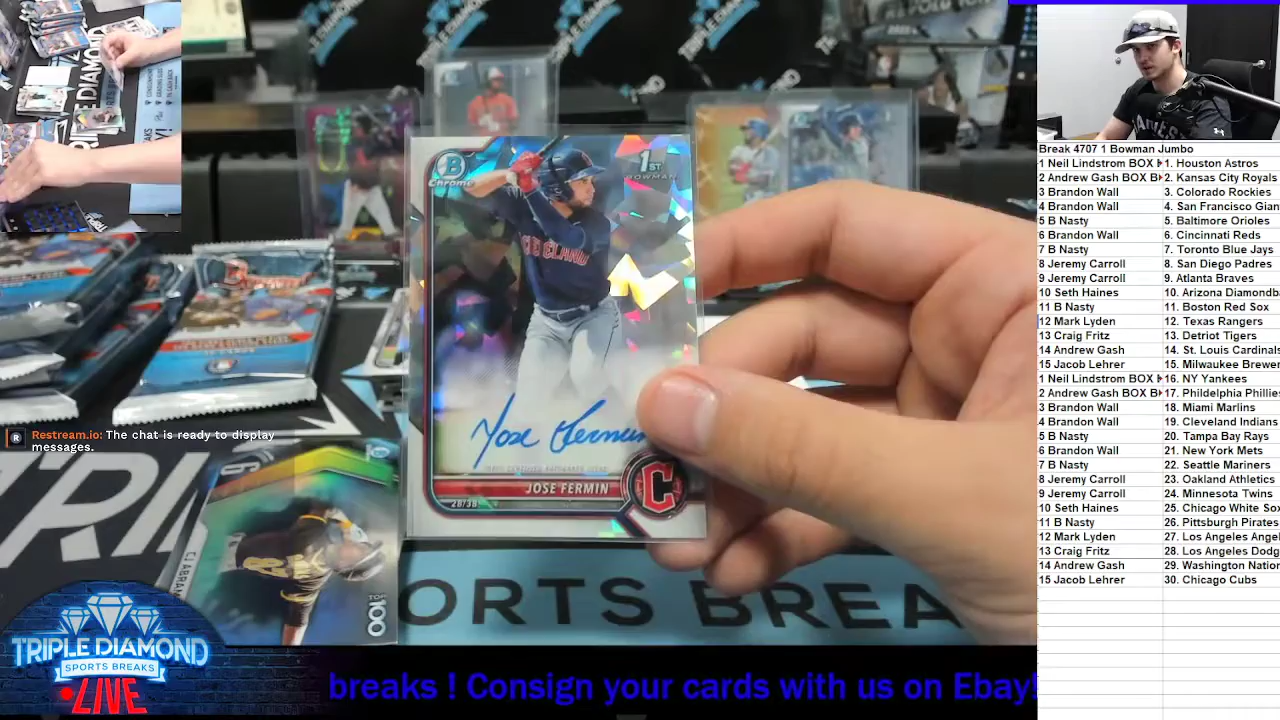 Break 4707 1 Bowman Jumbo
1 Neil Lindstrom BOX 1. Houston Astros
2 Andrew Gash BOX 2. Kansas City Royals
3 Brandon Wall 3. Colorado Rockies
4 Brandon Wall 4. San Francisco Gian
5 B Nasty 5. Baltimore Orioles
6 Brandon Wall 6. Cincinnati Reds
7 B Nasty 7. Toronto Blue Jays
8 Jeremy Carroll 8. San Diego Padres
9 Jeremy Carroll 9. Atlanta Braves
10 Seth Haines 10. Arizona Diamondb
11 B Nasty 11. Boston Red Sox
12 Mark Lyden 12. Texas Rangers
13 Craig Fritz 13. Detriot Tigers
14 Andrew Gash 14. St. Louis Cardinals
15 Jacob Lehrer 15. Milwaukee Brewer
1 Neil Lindstrom BOX 16. NY Yankees
2 Andrew Gash BOX 17. Phildelphia Phillie
3 Brandon Wall 18. Miami Marlins
4 Brandon Wall 19. Cleveland Indians
5 B Nasty 20. Tampa Bay Rays
6 Brandon Wall 21. New York Mets
7 B Nasty 22. Seattle Mariners
8 Jeremy Carroll 23. Oakland Athletics
9 Jeremy Carroll 24. Minnesota Twins
10 Seth Haines 25. Chicago White So
11 B Nasty 26. Pittsburgh Pirates
12 Mark Lyden 27. Los Angeles Angel
13 Craig Fritz 28. Los Angeles Dodg
14 Andrew Gash 29. Washington Nation
15 Jacob Lehrer 30. Chicago Cubs
B
Chrome
1ST
BOWMAN
CLEVELAND
Jose Fermin
JOSE FERMIN
C
Restream.io: The chat is ready to display
messages.
TOP
100
SPORTS BREA
TRIPLE DIAMOND
SPORTS BREAKS
LIVE
breaks ! Consign your cards with us on Ebay!